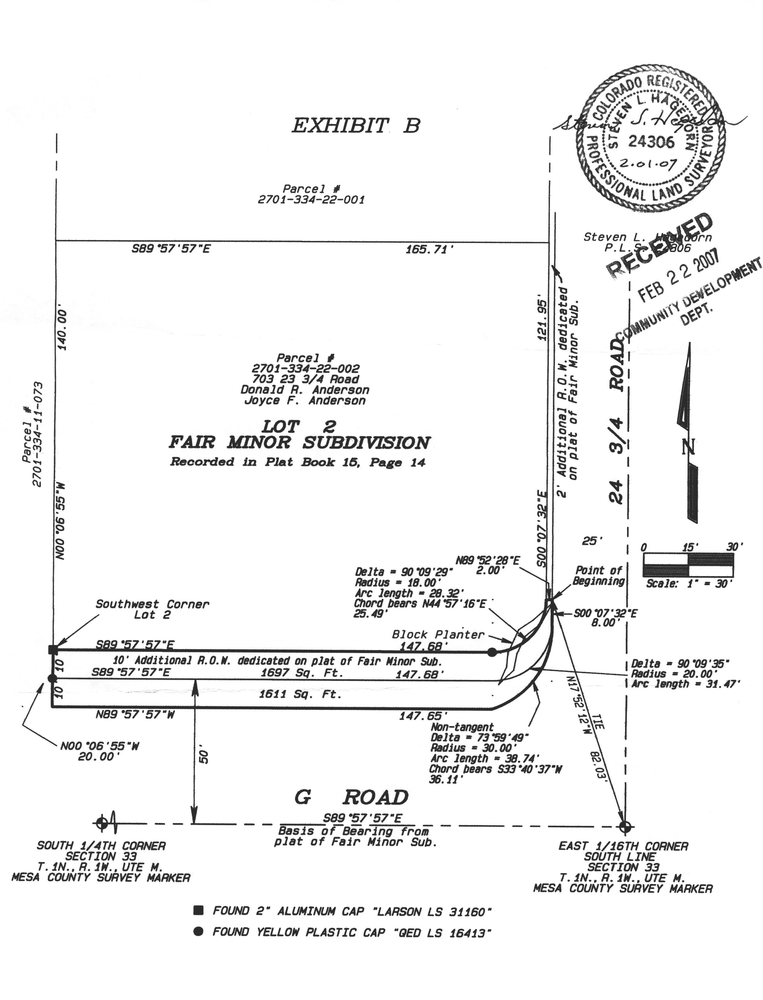 EXHIBIT B
COLORADO REGISTERED
PROFESSIONAL LAND SURVEYOR
STEVEN L. HAGEDORN
24306
2.01.07
Parcel #
2701-334-22-001
Steven L. Hagedorn
P.L.S. 24306
RECEIVED
FEB 22 2007
COMMUNITY DEVELOPMENT
DEPT.
S89°57'57"E
165.71'
140.00'
N00°06'55"W
Parcel #
2701-334-11-073
121.95'
S00°07'32"E
2' Additional R.O.W. dedicated
on plat of Fair Minor Sub.
24 3/4 ROAD
Parcel #
2701-334-22-002
703 23 3/4 Road
Donald R. Anderson
Joyce F. Anderson
LOT 2
FAIR MINOR SUBDIVISION
Recorded in Plat Book 15, Page 14
N
25'
0 15' 30'
Scale: 1" = 30'
N89°52'28"E
2.00'
Point of
Beginning
Delta = 90°09'29"
Radius = 18.00'
Arc length = 28.32'
Chord bears N44°57'16"E
25.49'
S00°07'32"E
8.00'
Southwest Corner
Lot 2
Block Planter
S89°57'57"E
147.68'
10' Additional R.O.W. dedicated on plat of Fair Minor Sub.
10
S89°57'57"E
1697 Sq. Ft.
147.68'
Delta = 90°09'35"
Radius = 20.00'
Arc length = 31.47'
10'
1611 Sq. Ft.
N89°57'57"W
147.65'
Non-tangent
Delta = 73°59'49"
Radius = 30.00'
Arc length = 38.74'
Chord bears S33°40'37"W
36.11'
N17°52'12"W
TIE
82.03'
N00°06'55"W
20.00'
50'
G ROAD
S89°57'57"E
Basis of Bearing from
plat of Fair Minor Sub.
SOUTH 1/4TH CORNER
SECTION 33
T.1N., R.1W., UTE M.
MESA COUNTY SURVEY MARKER
EAST 1/16TH CORNER
SOUTH LINE
SECTION 33
T.1N., R.1W., UTE M.
MESA COUNTY SURVEY MARKER
FOUND 2" ALUMINUM CAP "LARSON LS 31160"
FOUND YELLOW PLASTIC CAP "QED LS 16413"